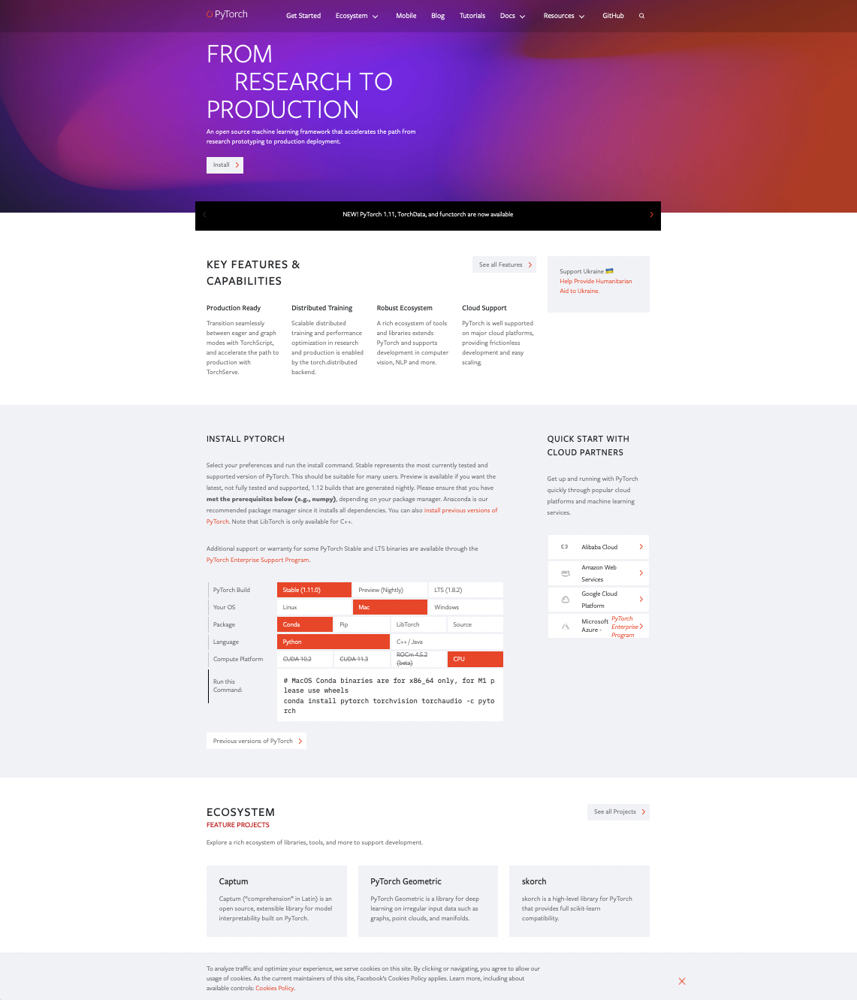 PyTorch
Get Started Ecosystem Mobile Blog Tutorials Docs Resources GitHub
FROM
RESEARCH TO
PRODUCTION
An open source machine learning framework that accelerates the path from
research prototyping to production deployment.
Install
NEW! PyTorch 1.11, TorchData, and functorch are now available
KEY FEATURES &
CAPABILITIES
See all Features
Production Ready
Transition seamlessly
between eager and graph
modes with TorchScript,
and accelerate the path to
production with
TorchServe.
Distributed Training
Scalable distributed
training and performance
optimization in research
and production is enabled
by the torch.distributed
backend.
Robust Ecosystem
A rich ecosystem of tools
and libraries extends
PyTorch and supports
development in computer
vision, NLP and more.
Cloud Support
PyTorch is well supported
on major cloud platforms,
providing frictionless
development and easy
scaling.
Support Ukraine 🇺🇦
Help Provide Humanitarian
Aid to Ukraine.
INSTALL PYTORCH
Select your preferences and run the install command. Stable represents the most currently tested and
supported version of PyTorch. This should be suitable for many users. Preview is available if you want the
latest, not fully tested and supported, 1.12 builds that are generated nightly. Please ensure that you have
met the prerequisites below (e.g., numpy), depending on your package manager. Anaconda is our
recommended package manager since it installs all dependencies. You can also install previous versions of
PyTorch. Note that LibTorch is only available for C++.
Additional support or warranty for some PyTorch Stable and LTS binaries are available through the
PyTorch Enterprise Support Program.
PyTorch Build Stable (1.11.0) Preview (Nightly) LTS (1.8.2)
Your OS Linux Mac Windows
Package Conda Pip LibTorch Source
Language Python C++ / Java
Compute Platform CUDA 10.2 CUDA 11.3 ROCm 4.5.2 (beta) CPU
Run this
Command:
# MacOS Conda binaries are for x86_64 only, for M1 p
lease use wheels
conda install pytorch torchvision torchaudio -c pyto
rch
Previous versions of PyTorch
QUICK START WITH
CLOUD PARTNERS
Get up and running with PyTorch
quickly through popular cloud
platforms and machine learning
services.
Alibaba Cloud
aws
Amazon Web
Services
Google Cloud
Platform
Microsoft
Azure -
PyTorch
Enterprise
Program
ECOSYSTEM
FEATURE PROJECTS
See all Projects
Explore a rich ecosystem of libraries, tools, and more to support development.
Captum
Captum (“comprehension” in Latin) is an
open source, extensible library for model
interpretability built on PyTorch.
PyTorch Geometric
PyTorch Geometric is a library for deep
learning on irregular input data such as
graphs, point clouds, and manifolds.
skorch
skorch is a high-level library for PyTorch
that provides full scikit-learn
compatibility.
To analyze traffic and optimize your experience, we serve cookies on this site. By clicking or navigating, you agree to allow our
usage of cookies. As the current maintainers of this site, Facebook’s Cookies Policy applies. Learn more, including about
available controls: Cookies Policy.